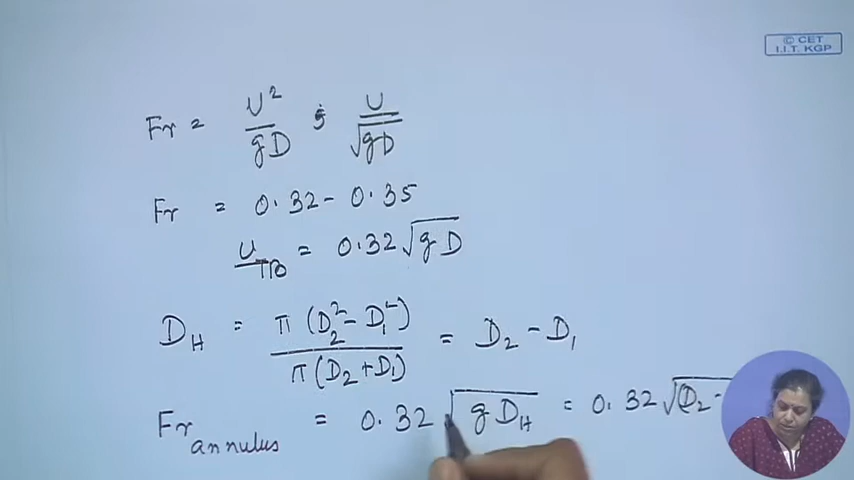 © CET
I.I.T. KGP
Fr = U²/gD ; U/√gD
Fr = 0.32 - 0.35
U_TB = 0.32 √gD
D_H = π(D₂² - D₁²)/π(D₂ + D₁) = D₂ - D₁
Fr_annulus = 0.32 √g D_H = 0.32 √(D₂ -